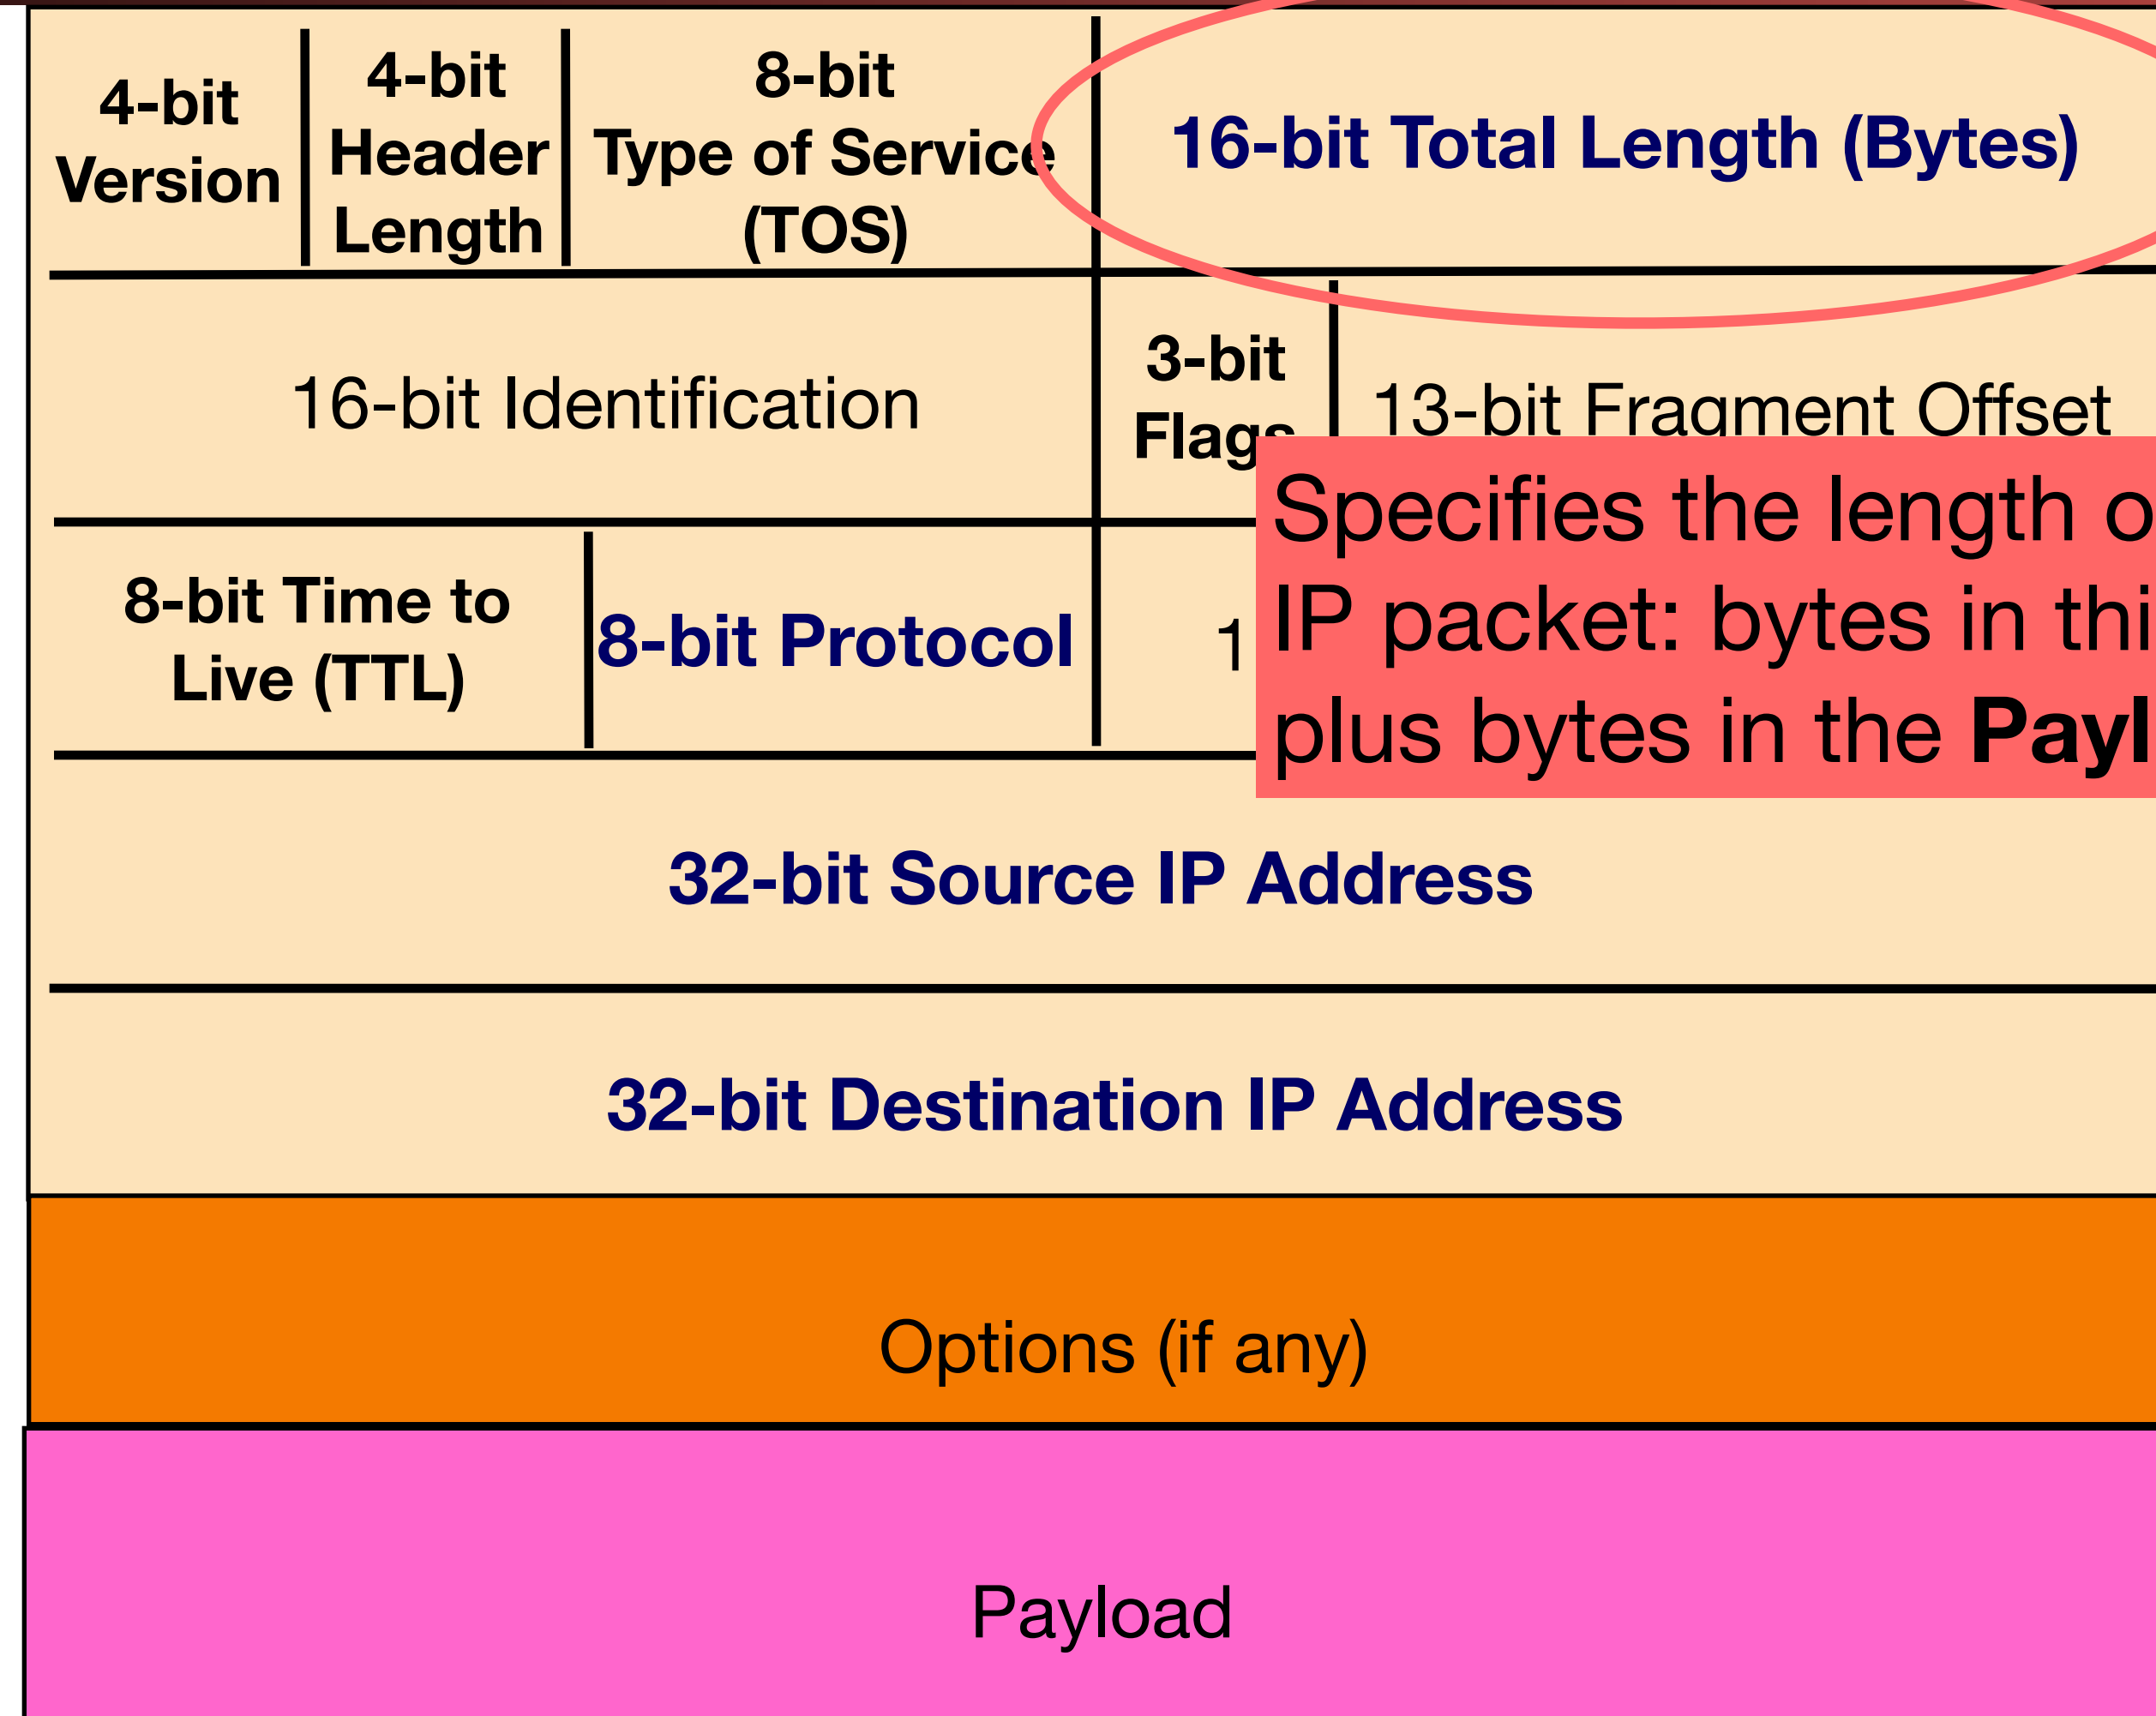 4-bit
Version
4-bit
Header
Length
8-bit
Type of Service
(TOS)
16-bit Total Length (Bytes)
16-bit Identification
3-bit
Flags
13-bit Fragment Offset
8-bit Time to
Live (TTL)
8-bit Protocol
1
Specifies the length o
IP packet: bytes in thi
plus bytes in the Payl
32-bit Source IP Address
32-bit Destination IP Address
Options (if any)
Payload